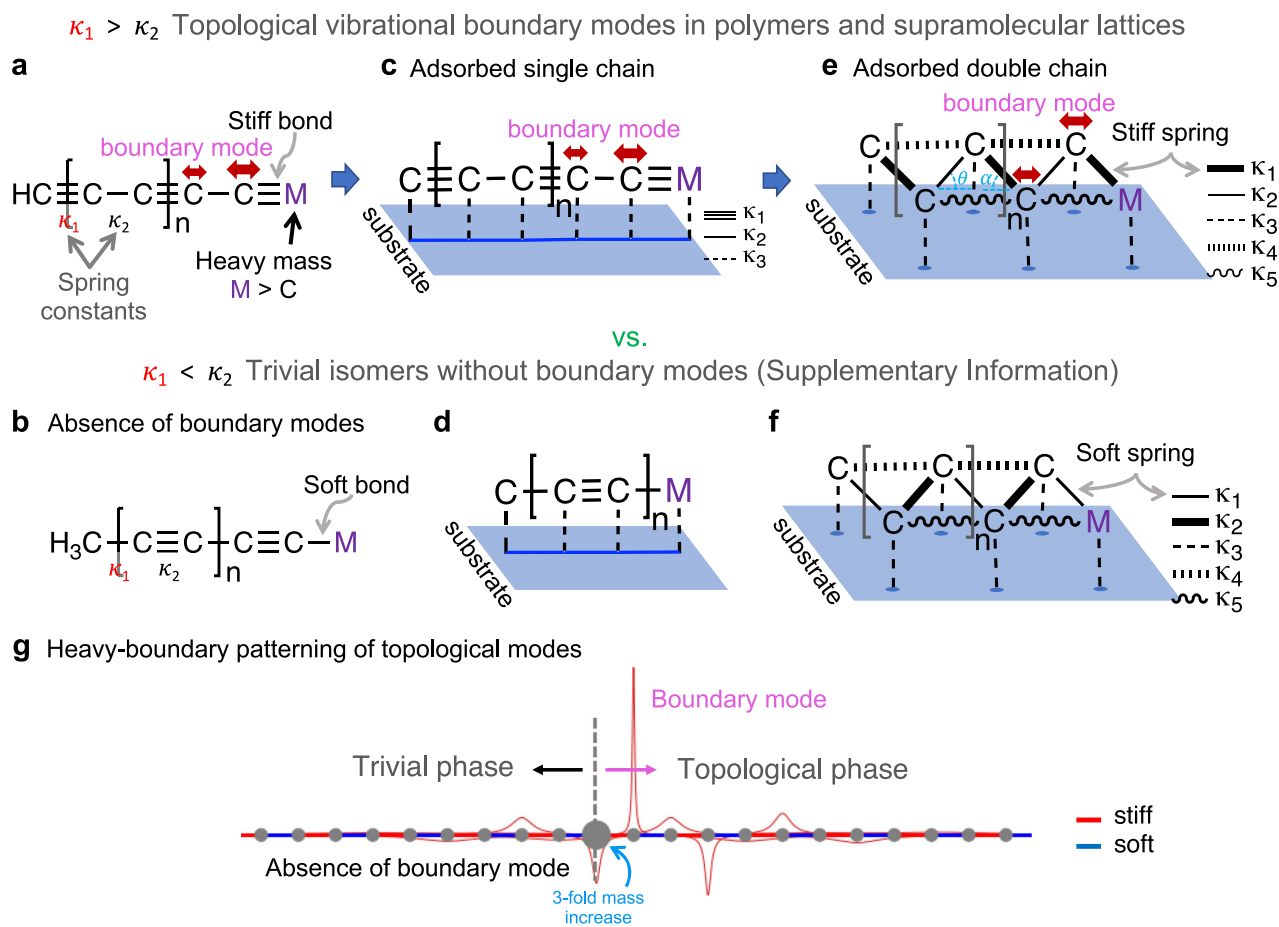 κ₁ > κ₂ Topological vibrational boundary modes in polymers and supramolecular lattices
a
Stiff bond
boundary mode
HC≡[C—C]C—C≡M
n
κ₁
κ₂
Spring constants
Heavy mass
M > C
c Adsorbed single chain
boundary mode
C[≡C—C≡]C—C≡M
n
substrate
κ₁
κ₂
κ₃
e Adsorbed double chain
boundary mode
Stiff spring
C [ C C
θ α
C ] C M
n
κ₁
κ₂
κ₃
κ₄
κ₅
vs.
κ₁ < κ₂ Trivial isomers without boundary modes (Supplementary Information)
b Absence of boundary modes
Soft bond
H₃C[—C≡C—]C≡C—M
n
κ₁
κ₂
d
C[—C≡C—]M
n
substrate
f
Soft spring
C [ C ] C
C C M
n
substrate
κ₁
κ₂
κ₃
κ₄
κ₅
g Heavy-boundary patterning of topological modes
Boundary mode
Trivial phase
Topological phase
Absence of boundary mode
3-fold mass
increase
stiff
soft